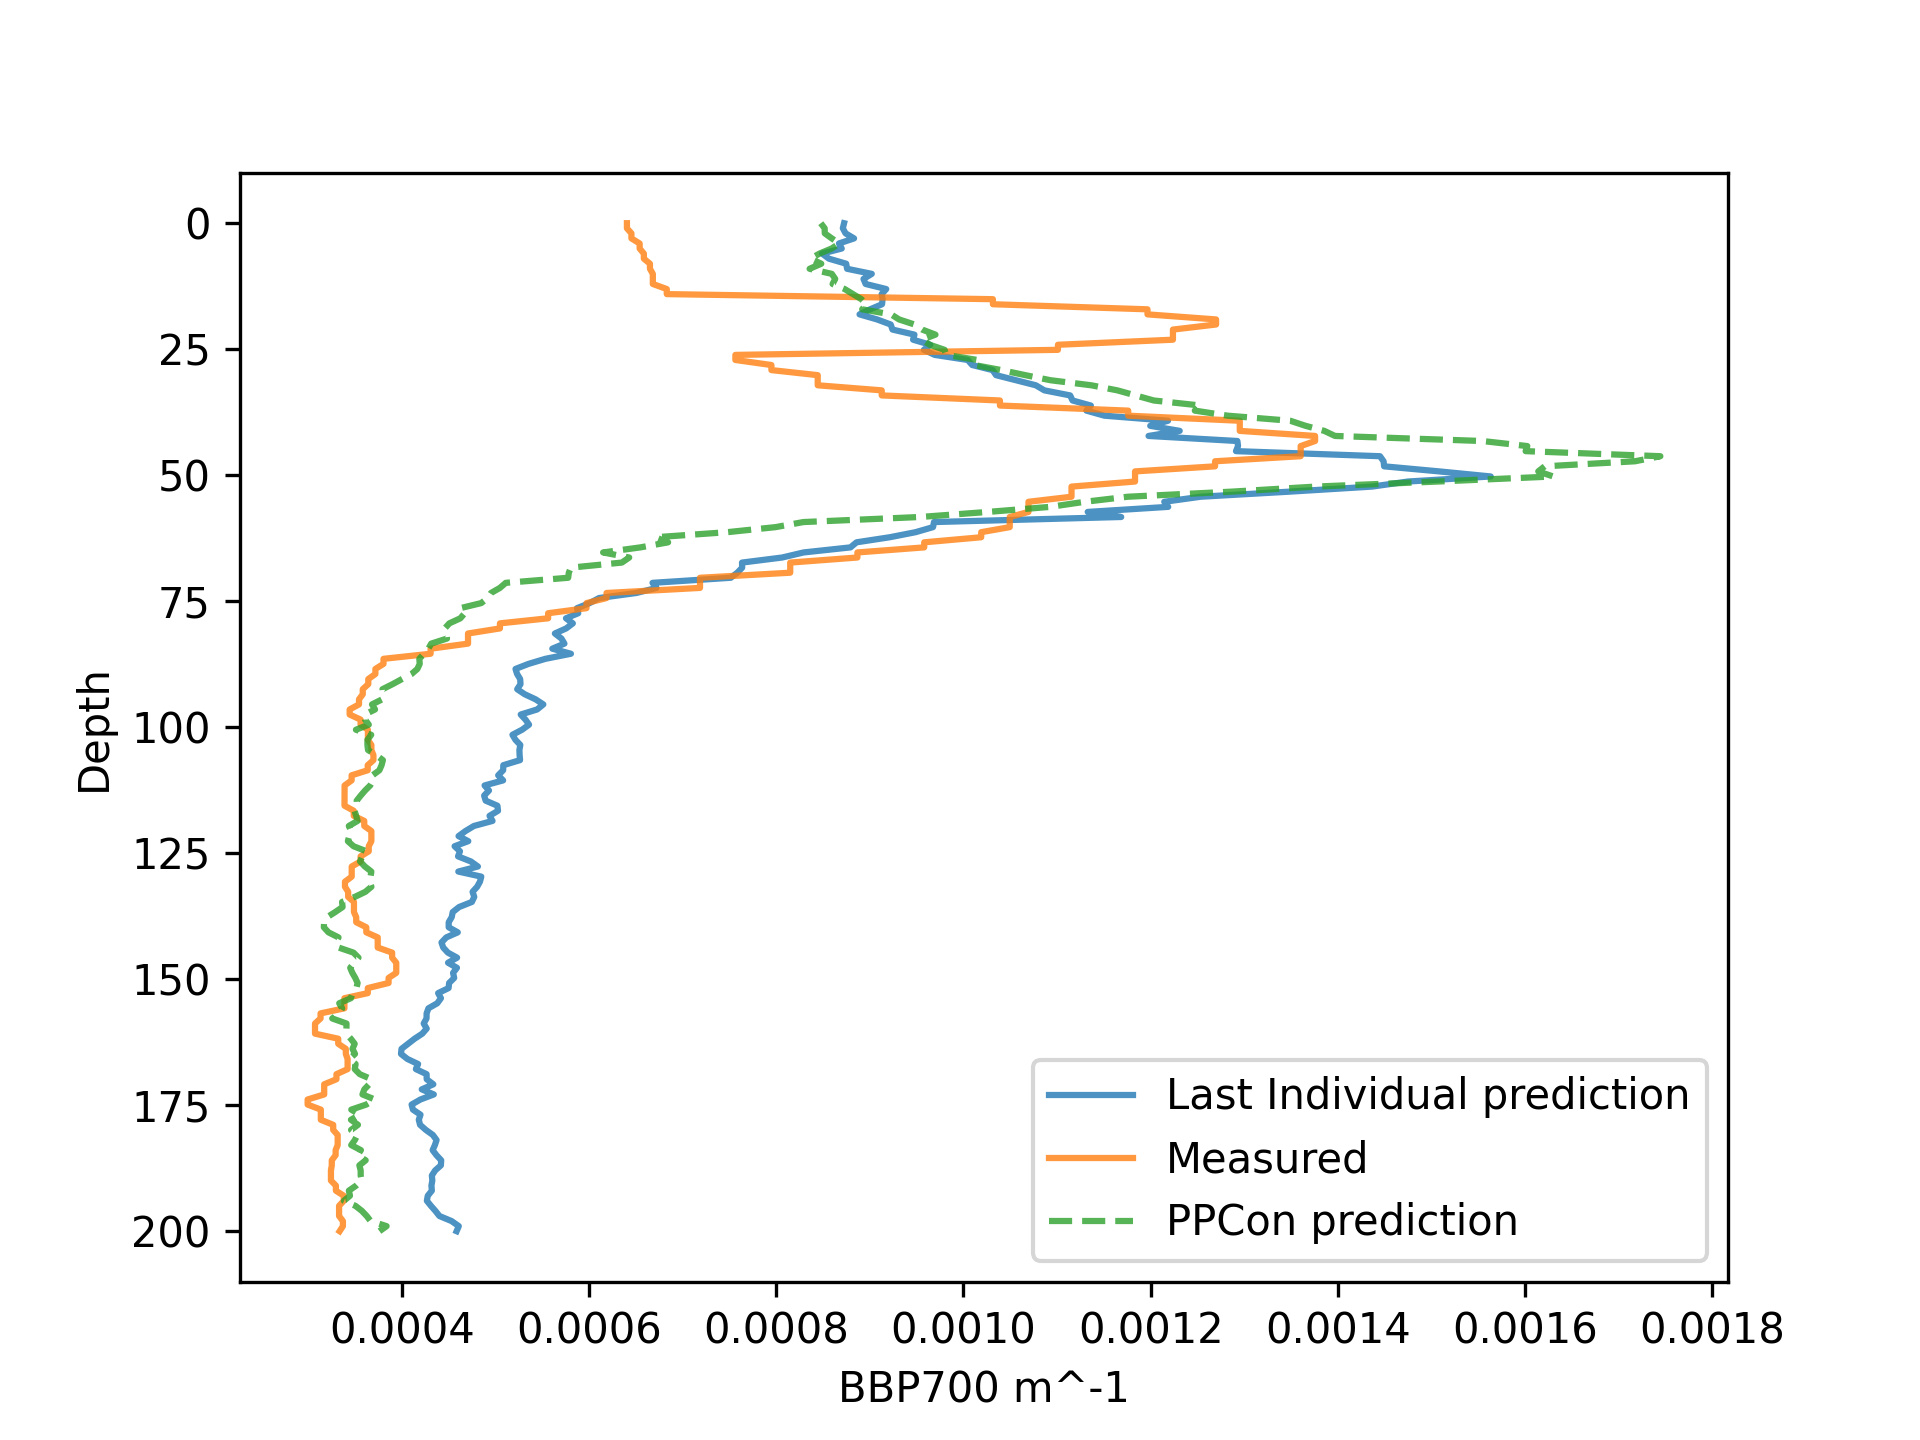 0
25
50
75
100
125
150
175
200
Depth
0.0004 0.0006 0.0008 0.0010 0.0012 0.0014 0.0016 0.0018
BBP700 m^-1
Last Individual prediction
Measured
PPCon prediction